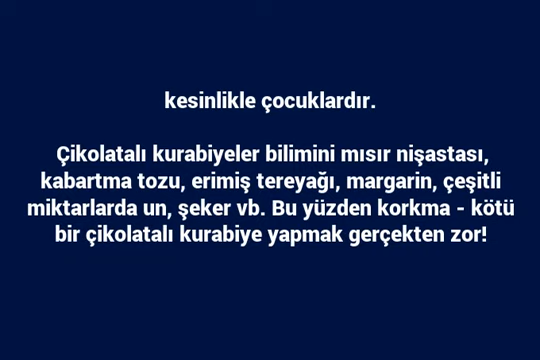 kesinlikle çocuklardır.
Çikolatalı kurabiyeler bilimini mısır nişastası,
kabartma tozu, erimiş tereyağı, margarin, çeşitli
miktarlarda un, şeker vb. Bu yüzden korkma - kötü
bir çikolatalı kurabiye yapmak gerçekten zor!